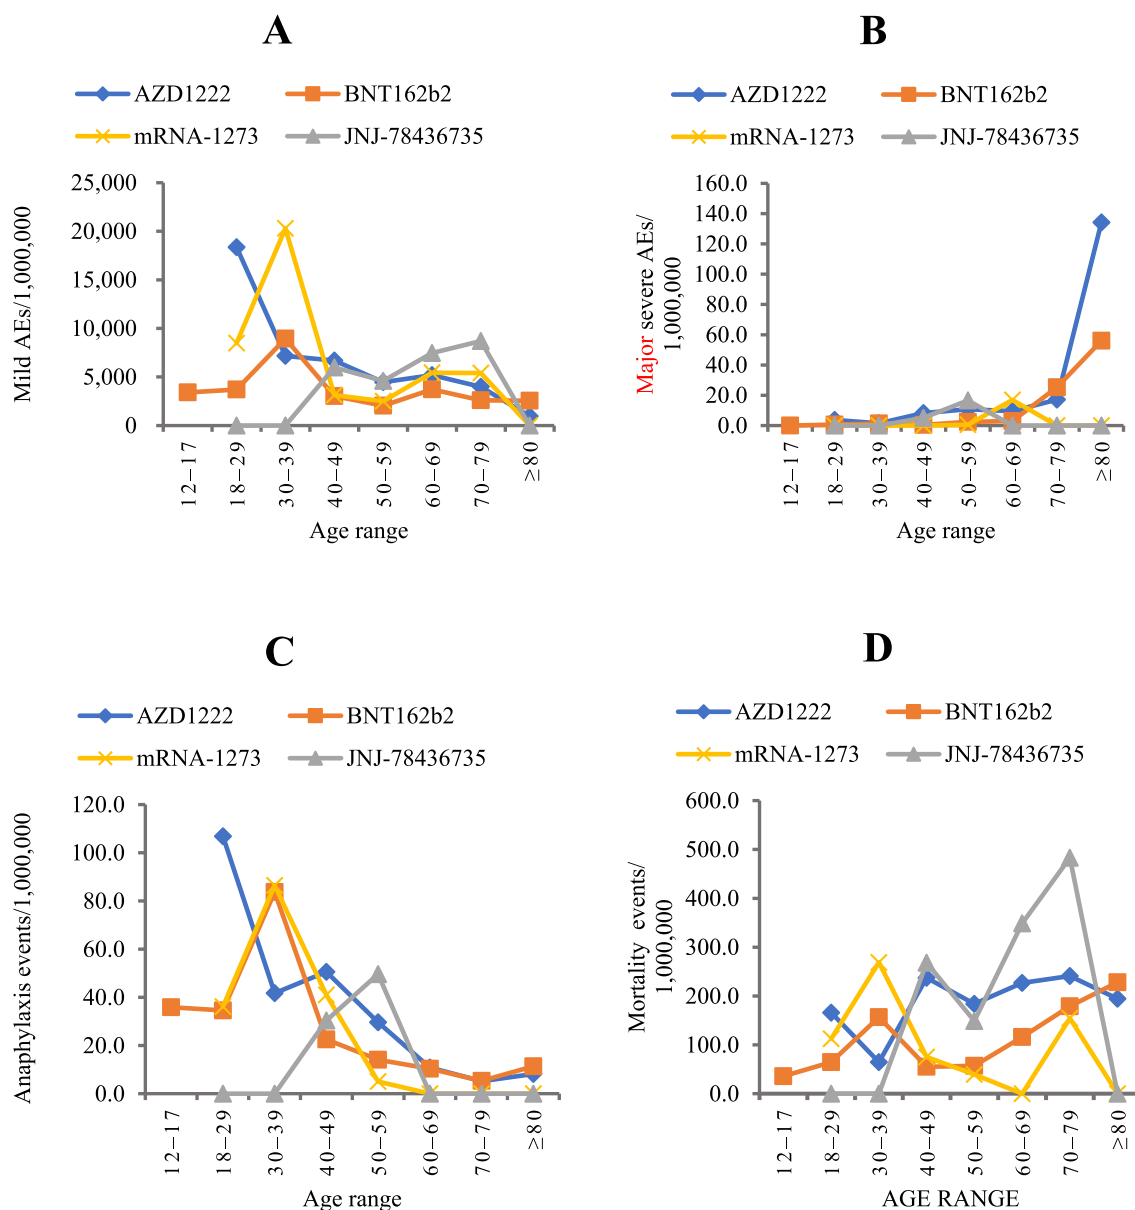 A
AZD1222
BNT162b2
mRNA-1273
JNJ-78436735
25,000
20,000
15,000
10,000
5,000
0
Mild AEs/1,000,000
12–17
18–29
30–39
40–49
50–59
60–69
70–79
≥80
Age range
B
AZD1222
BNT162b2
mRNA-1273
JNJ-78436735
160.0
140.0
120.0
100.0
80.0
60.0
40.0
20.0
0.0
Major severe AEs/
1,000,000
12–17
18–29
30–39
40–49
50–59
60–69
70–79
≥80
Age range
C
AZD1222
BNT162b2
mRNA-1273
JNJ-78436735
120.0
100.0
80.0
60.0
40.0
20.0
0.0
Anaphylaxis events/1,000,000
12–17
18–29
30–39
40–49
50–59
60–69
70–79
≥80
Age range
D
AZD1222
BNT162b2
mRNA-1273
JNJ-78436735
600.0
500.0
400.0
300.0
200.0
100.0
0.0
Mortality events/
1,000,000
12–17
18–29
30–39
40–49
50–59
60–69
70–79
≥80
AGE RANGE